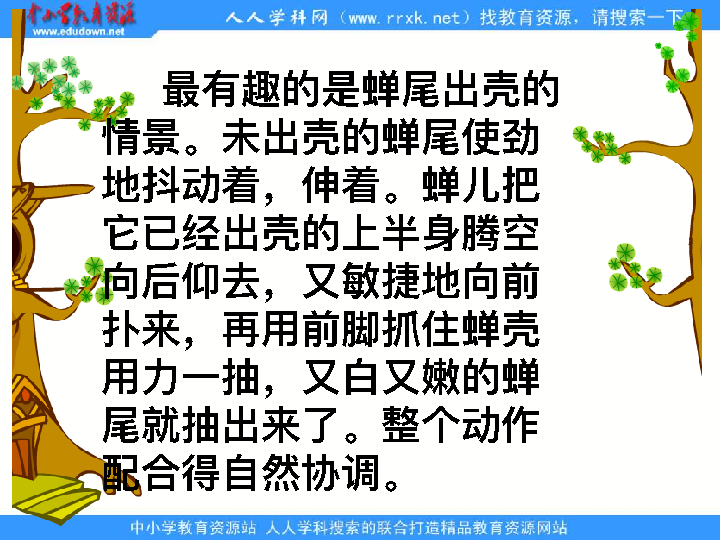 中小学教育资源
www.edudown.net
人人学科网（www.rrxk.net）找教育资源，请搜索一下
最有趣的是蝉尾出壳的
情景。未出壳的蝉尾使劲
地抖动着，伸着。蝉儿把
它已经出壳的上半身腾空
向后仰去，又敏捷地向前
扑来，再用前脚抓住蝉壳
用力一抽，又白又嫩的蝉
尾就抽出来了。整个动作
配合得自然协调。
中小学教育资源站 人人学科搜索的联合打造精品教育资源网站